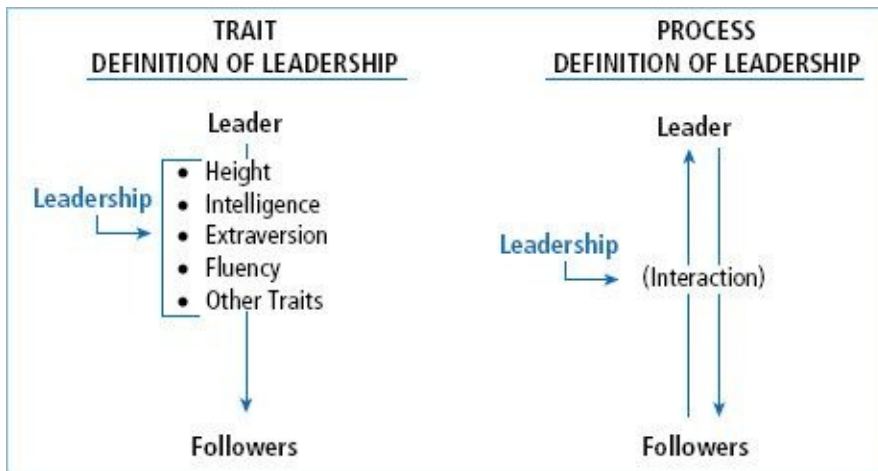 TRAIT
DEFINITION OF LEADERSHIP
Leader
Leadership
• Height
• Intelligence
• Extraversion
• Fluency
• Other Traits
Followers
PROCESS
DEFINITION OF LEADERSHIP
Leader
Leadership
(Interaction)
Followers